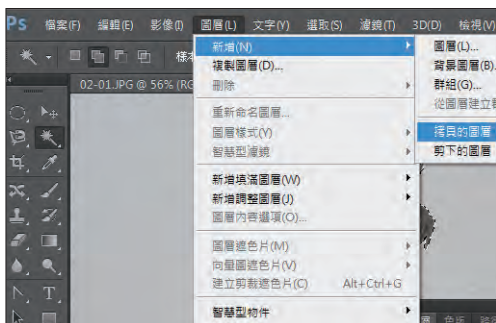 Ps 檔案(F) 編輯(E) 影像(I) 圖層(L) 文字(Y) 選取(S) 濾鏡(T) 3D(D) 檢視(V)
02-01.JPG @ 56% (RG
新增(N)
複製圖層(D)...
刪除
重新命名圖層...
圖層樣式(Y)
智慧型濾鏡
新增填滿圖層(W)
新增調整圖層(J)
圖層內容選項(O)...
圖層遮色片(M)
向量圖遮色片(V)
建立剪裁遮色片(C) Alt+Ctrl+G
智慧型物件
圖層(L)...
背景圖層(B)...
群組(G)...
從圖層建立
拷貝的圖層
剪下的圖層